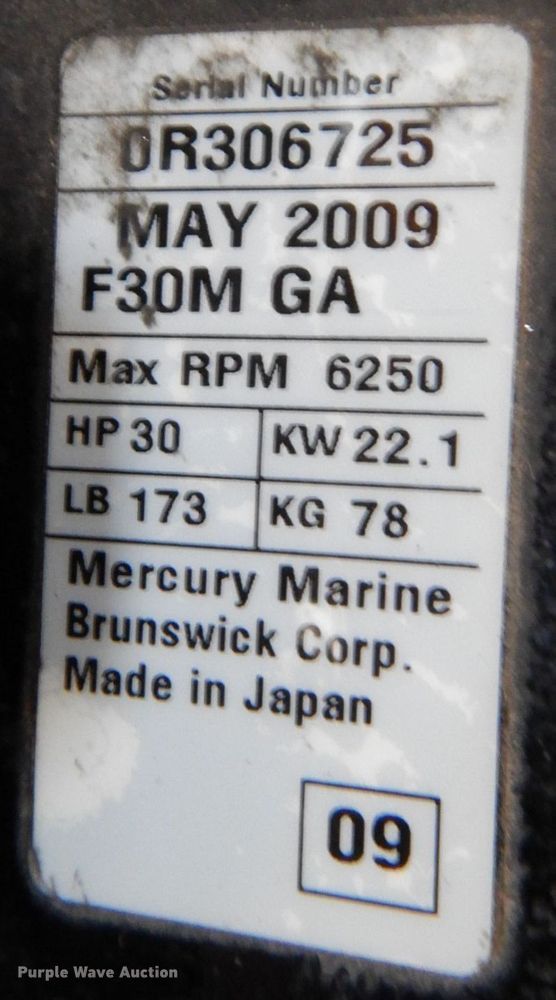 Serial Number
0R306725
MAY 2009
F30M GA
Max RPM 6250
HP 30 KW 22.1
LB 173 KG 78
Mercury Marine
Brunswick Corp.
Made in Japan
09
Purple Wave Auction